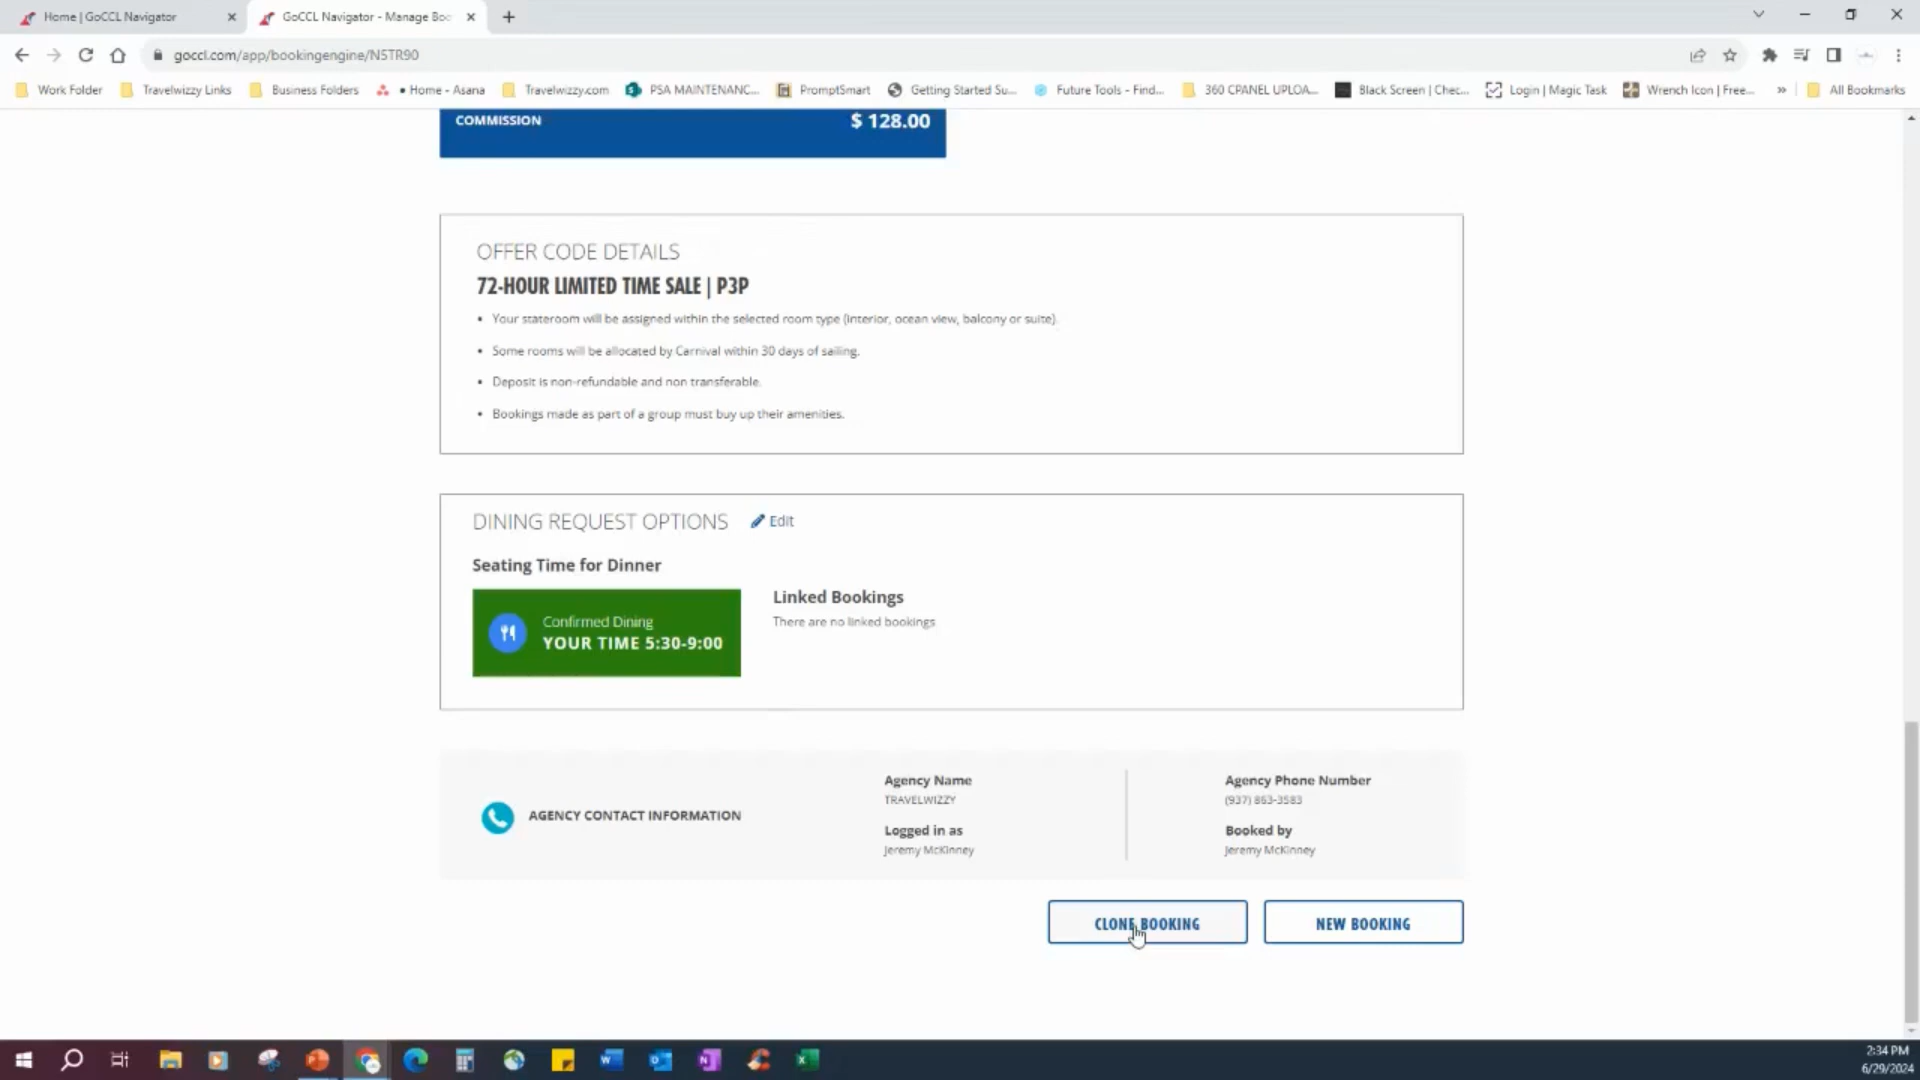 Home | GoCCL Navigator
GoCCL Navigator - Manage Boo
goccl.com/app/bookingengine/N5TR90
Work Folder
Travelwizzy Links
Business Folders
• Home - Asana
Travelwizzy.com
PSA MAINTENANC...
PromptSmart
Getting Started Su...
Future Tools - Find...
360 CPANEL UPLOA...
Black Screen | Chec...
Login | Magic Task
Wrench Icon | Free...
»
All Bookmarks
COMMISSION $ 128.00
OFFER CODE DETAILS
72-HOUR LIMITED TIME SALE | P3P
• Your stateroom will be assigned within the selected room type (interior, ocean view, balcony or suite).
• Some rooms will be allocated by Carnival within 30 days of sailing.
• Deposit is non-refundable and non transferable.
• Bookings made as part of a group must buy up their amenities.
DINING REQUEST OPTIONS Edit
Seating Time for Dinner
Confirmed Dining
YOUR TIME 5:30-9:00
Linked Bookings
There are no linked bookings
AGENCY CONTACT INFORMATION
Agency Name
TRAVELWIZZY
Logged in as
Jeremy McKinney
Agency Phone Number
(937) 863-3583
Booked by
Jeremy McKinney
CLONE BOOKING
NEW BOOKING
2:34 PM
6/29/2024